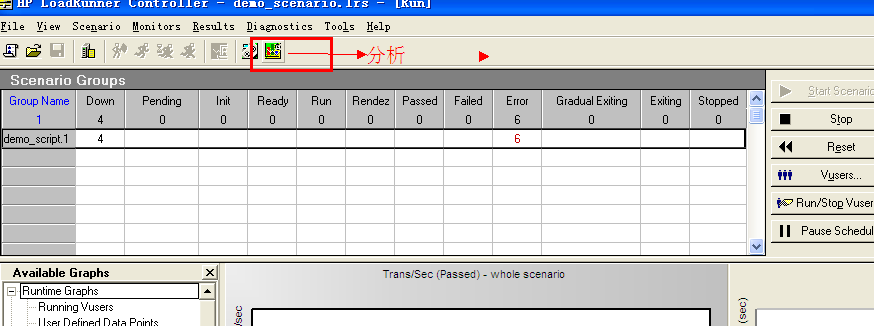 HP LoadRunner Controller - demo_scenario.lrs - [Run]
File View Scenario Monitors Results Diagnostics Tools Help
分析
Scenario Groups
Group Name Down Pending Init Ready Run Rendez Passed Failed Error Gradual Exiting Exiting Stopped
1 4 0 0 0 0 0 0 0 6 0 0 0
demo_script.1 4 6
Start Scenario
Stop
Reset
Vusers...
Run/Stop Vuser
Pause Schedul
Available Graphs
Trans/Sec (Passed) - whole scenario
Runtime Graphs
Running Vusers
User Defined Data Points
/sec
(sec)